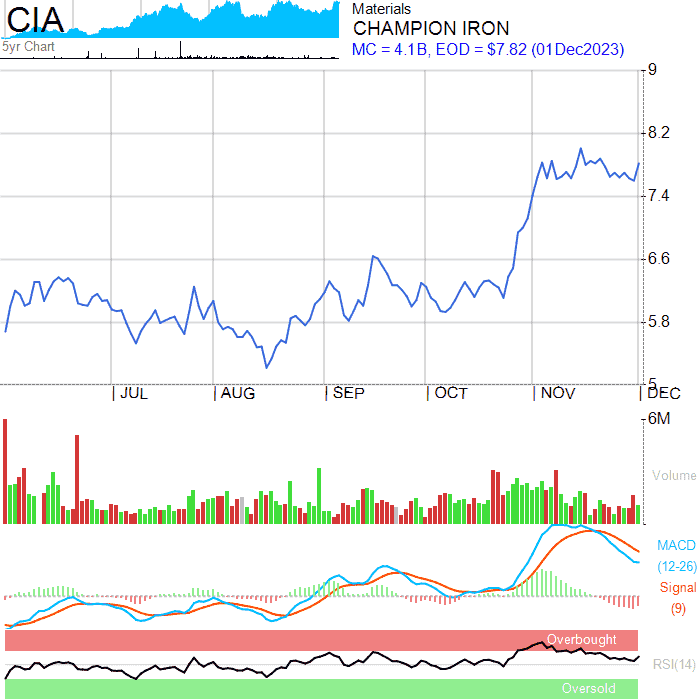 CIA
5yr Chart
Materials
CHAMPION IRON
MC = 4.1B, EOD = $7.82 (01Dec2023)
9
8.2
7.4
6.6
5.8
5
| JUL | AUG | SEP | OCT | NOV | DEC
6M
Volume
MACD
(12-26)
Signal
(9)
Overbought
RSI(14)
Oversold